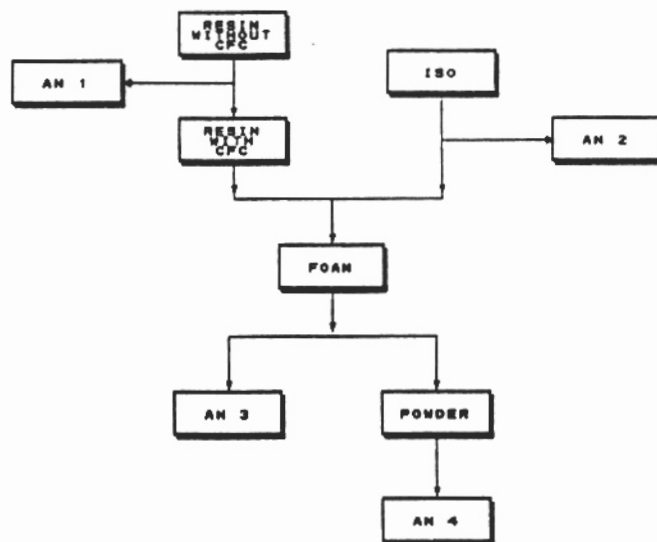 RESIN
WITHOUT
CFC
AN 1
ISO
RESIN
WITH
CFC
AN 2
FOAM
AN 3
POWDER
AN 4